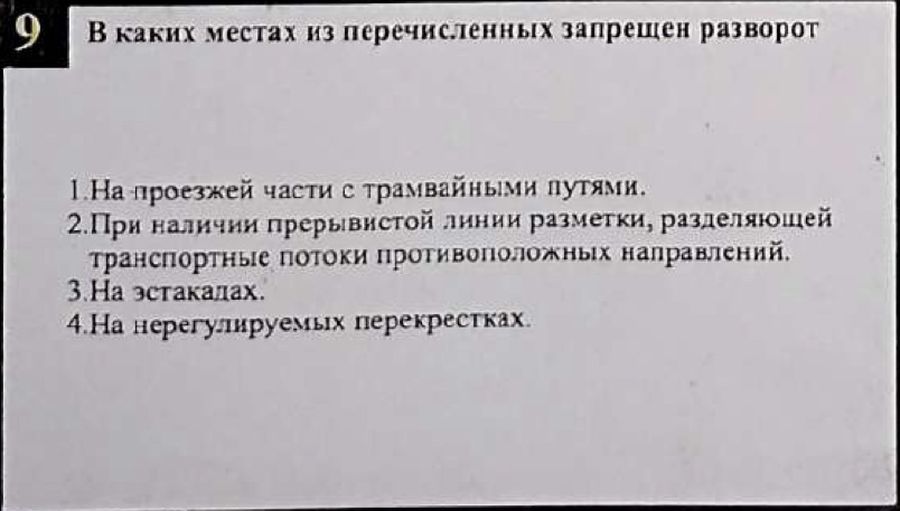 9
В каких местах из перечисленных запрещен разворот
1.На проезжей части с трамвайными путями.
2.При наличии прерывистой линии разметки, разделяющей
транспортные потоки противоположных направлений.
3.На эстакадах.
4.На нерегулируемых перекрестках.